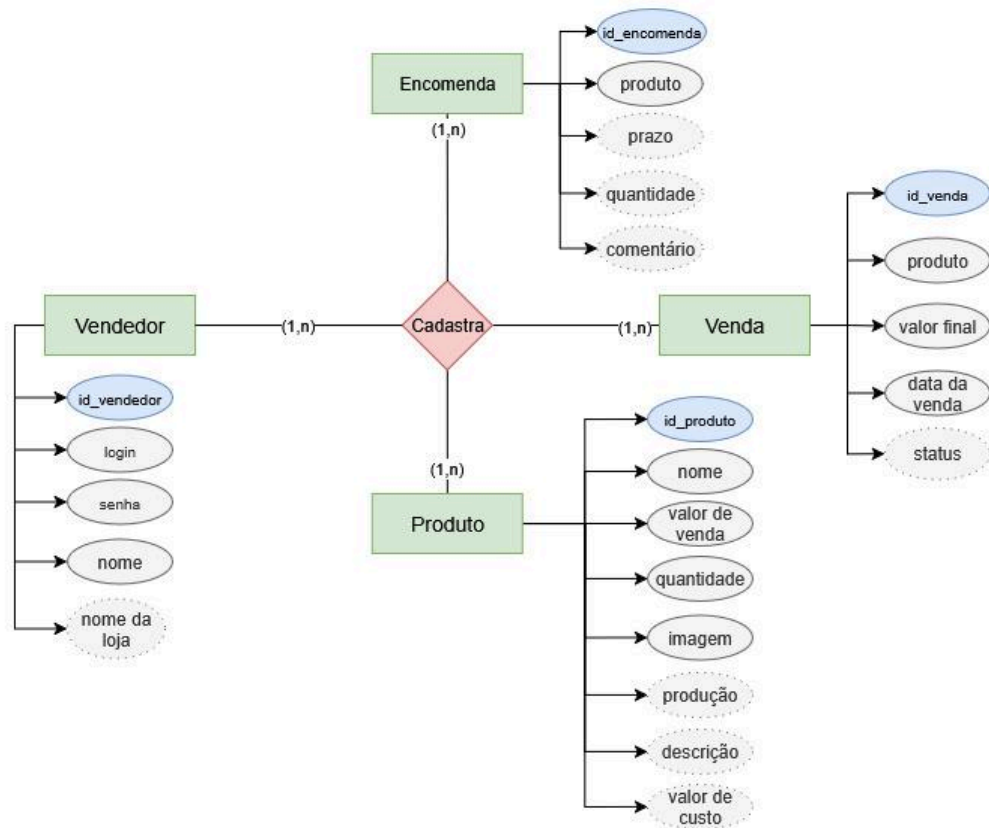 Encomenda
id_encomenda
produto
prazo
quantidade
comentário
(1,n)
Vendedor
(1,n)
Cadastra
(1,n)
Venda
id_venda
produto
valor final
data da
venda
status
id_vendedor
login
senha
nome
nome da
loja
(1,n)
Produto
id_produto
nome
valor de
venda
quantidade
imagem
produção
descrição
valor de
custo